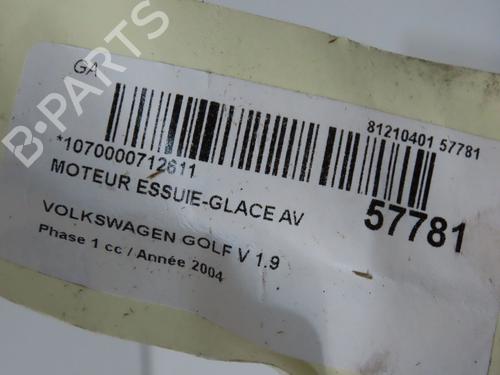 GA
81210401 57781
*1070000712611
MOTEUR ESSUIE-GLACE AV
57781
VOLKSWAGEN GOLF V 1.9
Phase 1 cc / Année 2004
B-PARTS